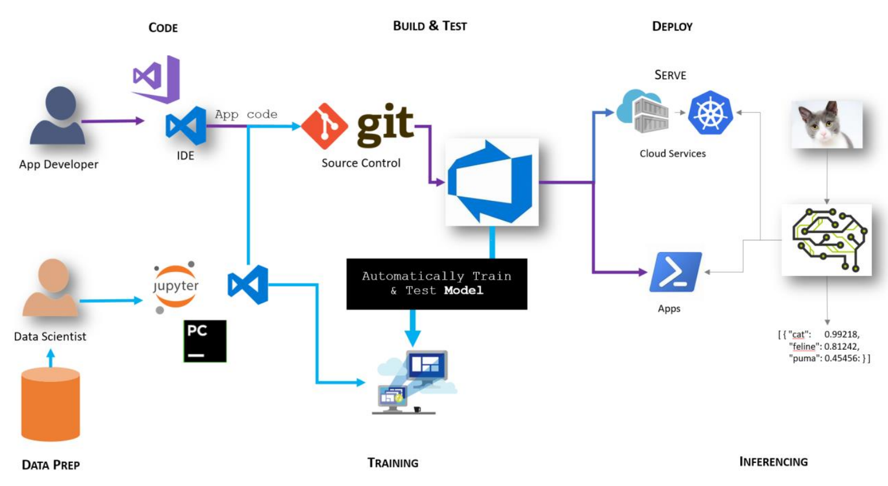 CODE
BUILD & TEST
DEPLOY
SERVE
App code
git
App Developer
IDE
Source Control
Cloud Services
Automatically Train
& Test Model
jupyter
PC
Data Scientist
Apps
[ { "cat": 0.99218,
"feline": 0.81242,
"puma": 0.45456: } ]
DATA PREP
TRAINING
INFERENCING